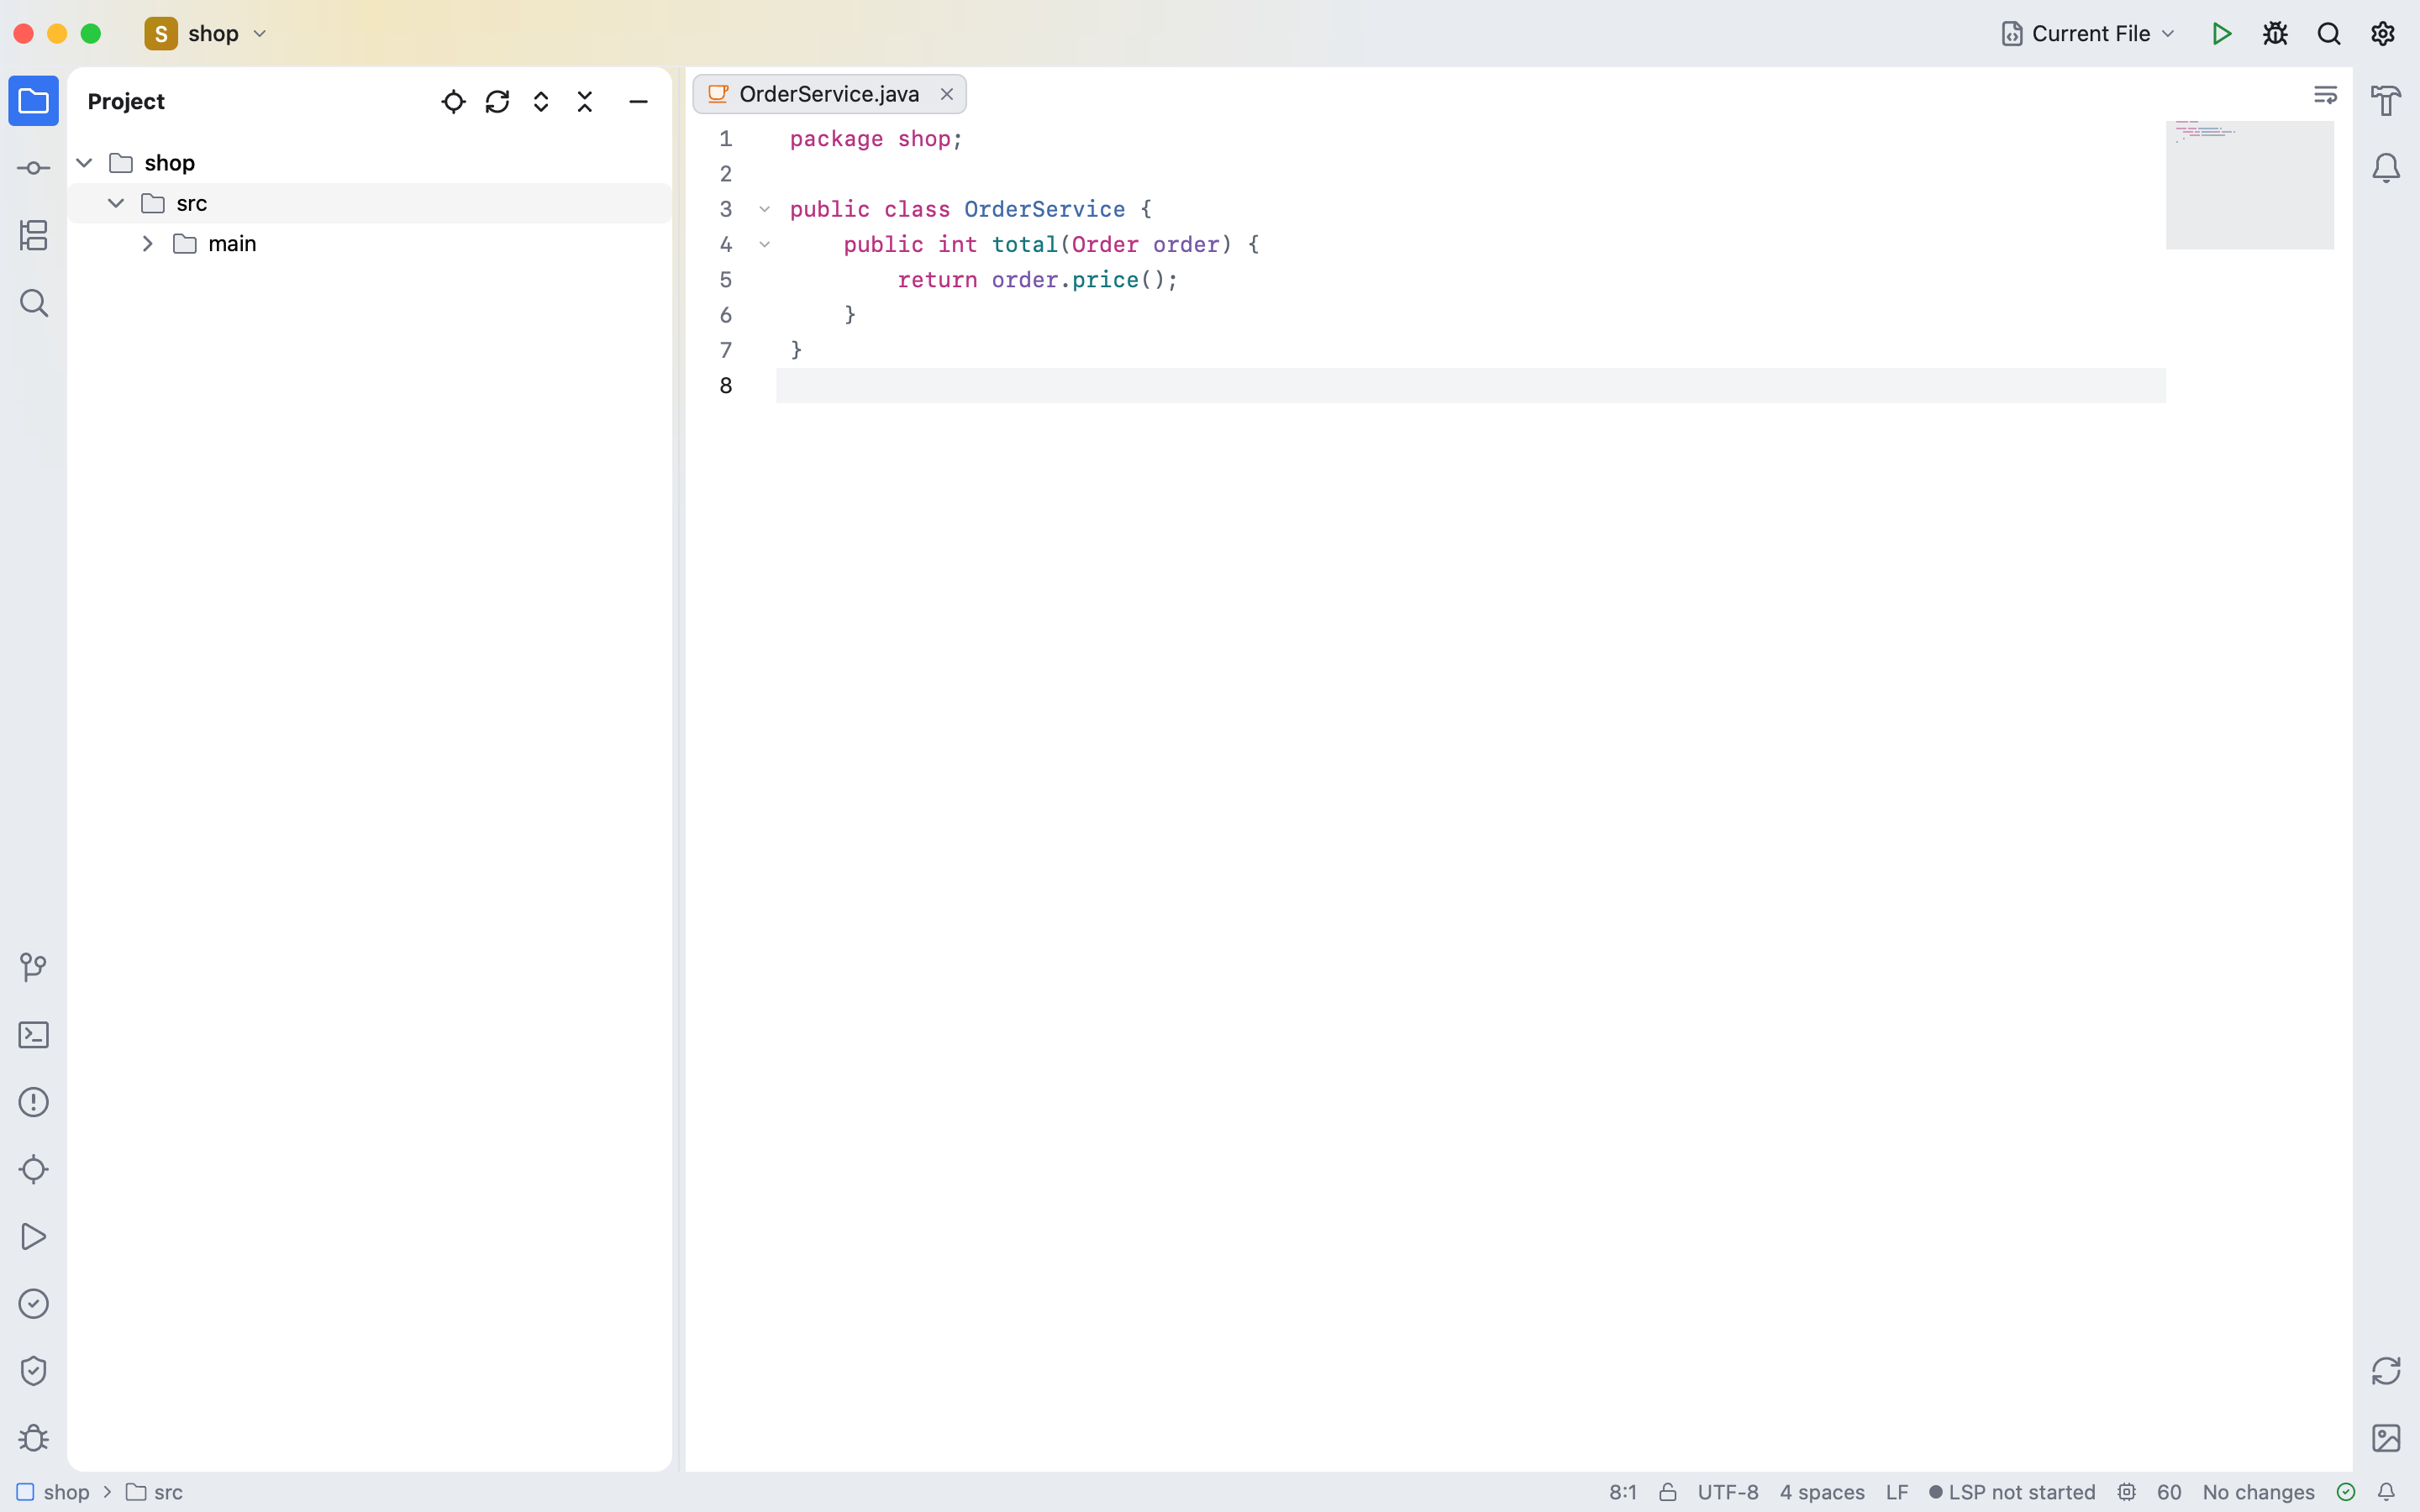 S shop
Current File
Project
shop
src
main
OrderService.java
1 package shop;
2
3 public class OrderService {
4     public int total(Order order) {
5         return order.price();
6     }
7 }
8
shop > src
8:1 UTF-8 4 spaces LF LSP not started 60 No changes